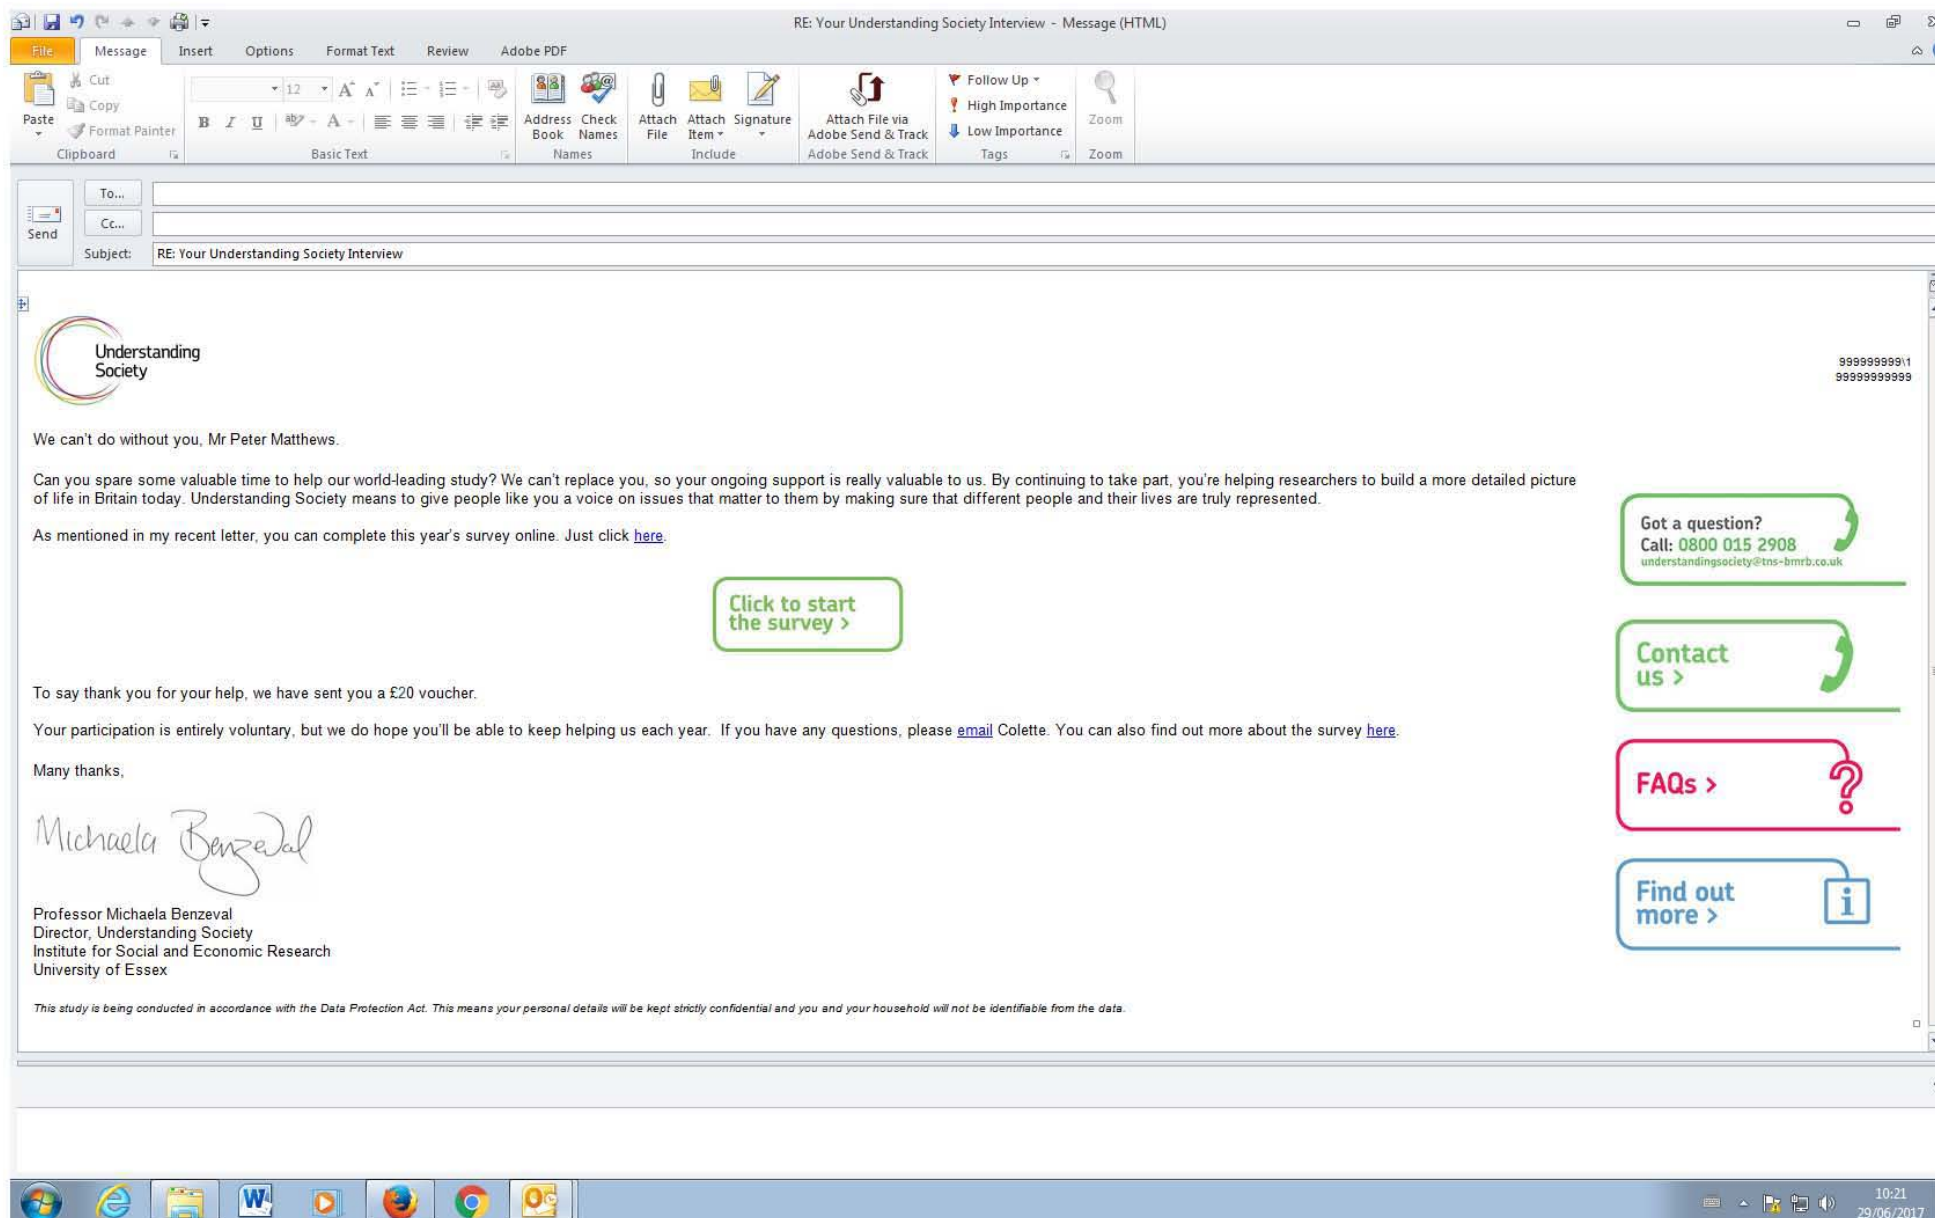 RE: Your Understanding Society Interview - Message (HTML)
File Message Insert Options Format Text Review Adobe PDF
Paste
Cut
Copy
Format Painter
Clipboard
12
Basic Text
Address Book
Check Names
Names
Attach File
Attach Item
Signature
Include
Attach File via
Adobe Send & Track
Adobe Send & Track
Follow Up
High Importance
Low Importance
Tags
Zoom
Zoom
Send
To...
Cc...
Subject: RE: Your Understanding Society Interview
Understanding
Society
999999999\1
99999999999
We can't do without you, Mr Peter Matthews.
Can you spare some valuable time to help our world-leading study? We can't replace you, so your ongoing support is really valuable to us. By continuing to take part, you're helping researchers to build a more detailed picture
of life in Britain today. Understanding Society means to give people like you a voice on issues that matter to them by making sure that different people and their lives are truly represented.
As mentioned in my recent letter, you can complete this year's survey online. Just click here.
Click to start
the survey >
To say thank you for your help, we have sent you a £20 voucher.
Your participation is entirely voluntary, but we do hope you'll be able to keep helping us each year. If you have any questions, please email Colette. You can also find out more about the survey here.
Many thanks,
Michaela Benzeval
Professor Michaela Benzeval
Director, Understanding Society
Institute for Social and Economic Research
University of Essex
This study is being conducted in accordance with the Data Protection Act. This means your personal details will be kept strictly confidential and you and your household will not be identifiable from the data.
Got a question?
Call: 0800 015 2908
understandingsociety@tns-bmrb.co.uk
Contact
us >
FAQs >
Find out
more >
10:21
29/06/2017